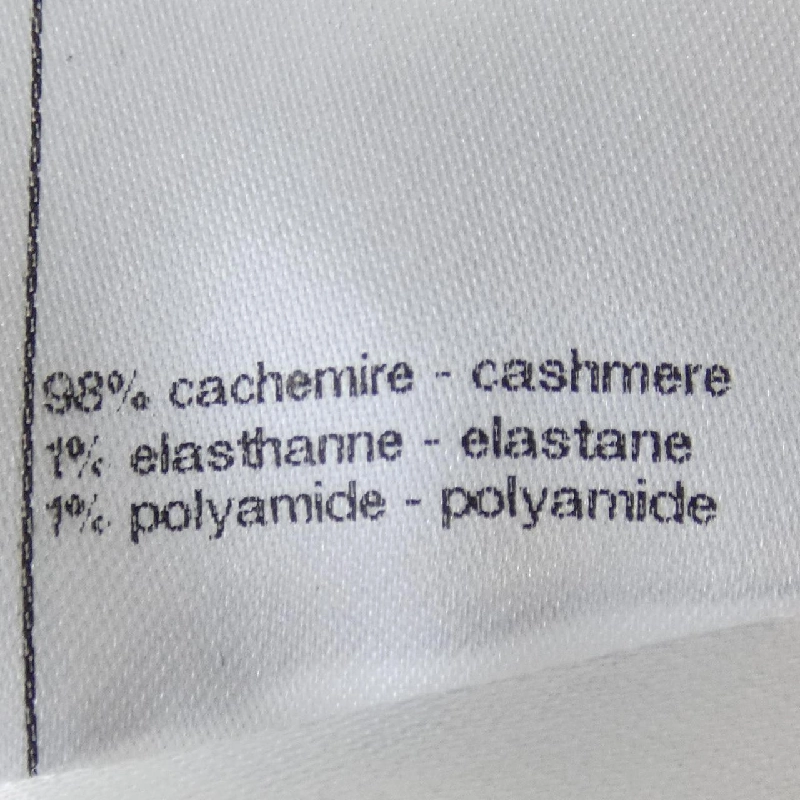 98% cachemire - cashmere
1% elasthanne - elastane
1% polyamide - polyamide